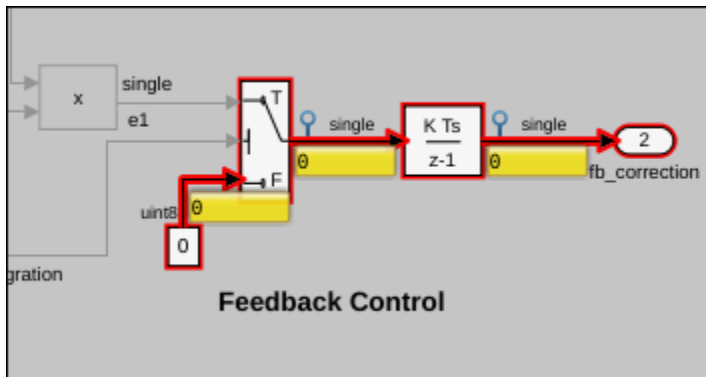 single
x
e1
T
F
single
0
K Ts
z-1
single
0
2
fb_correction
uint8
0
0
gration
Feedback Control